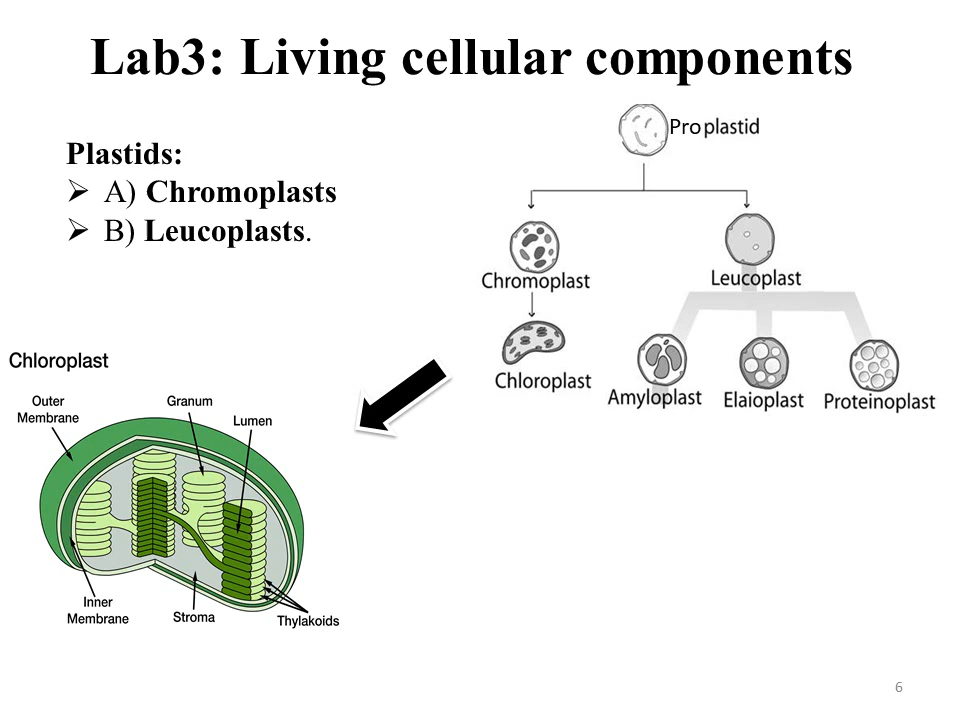 Lab3: Living cellular components
Plastids:
➢ A) Chromoplasts
➢ B) Leucoplasts.
Proplastid
Chromoplast
Leucoplast
Chloroplast
Amyloplast
Elaioplast
Proteinoplast
Chloroplast
Outer
Membrane
Granum
Lumen
Inner
Membrane
Stroma
Thylakoids
6